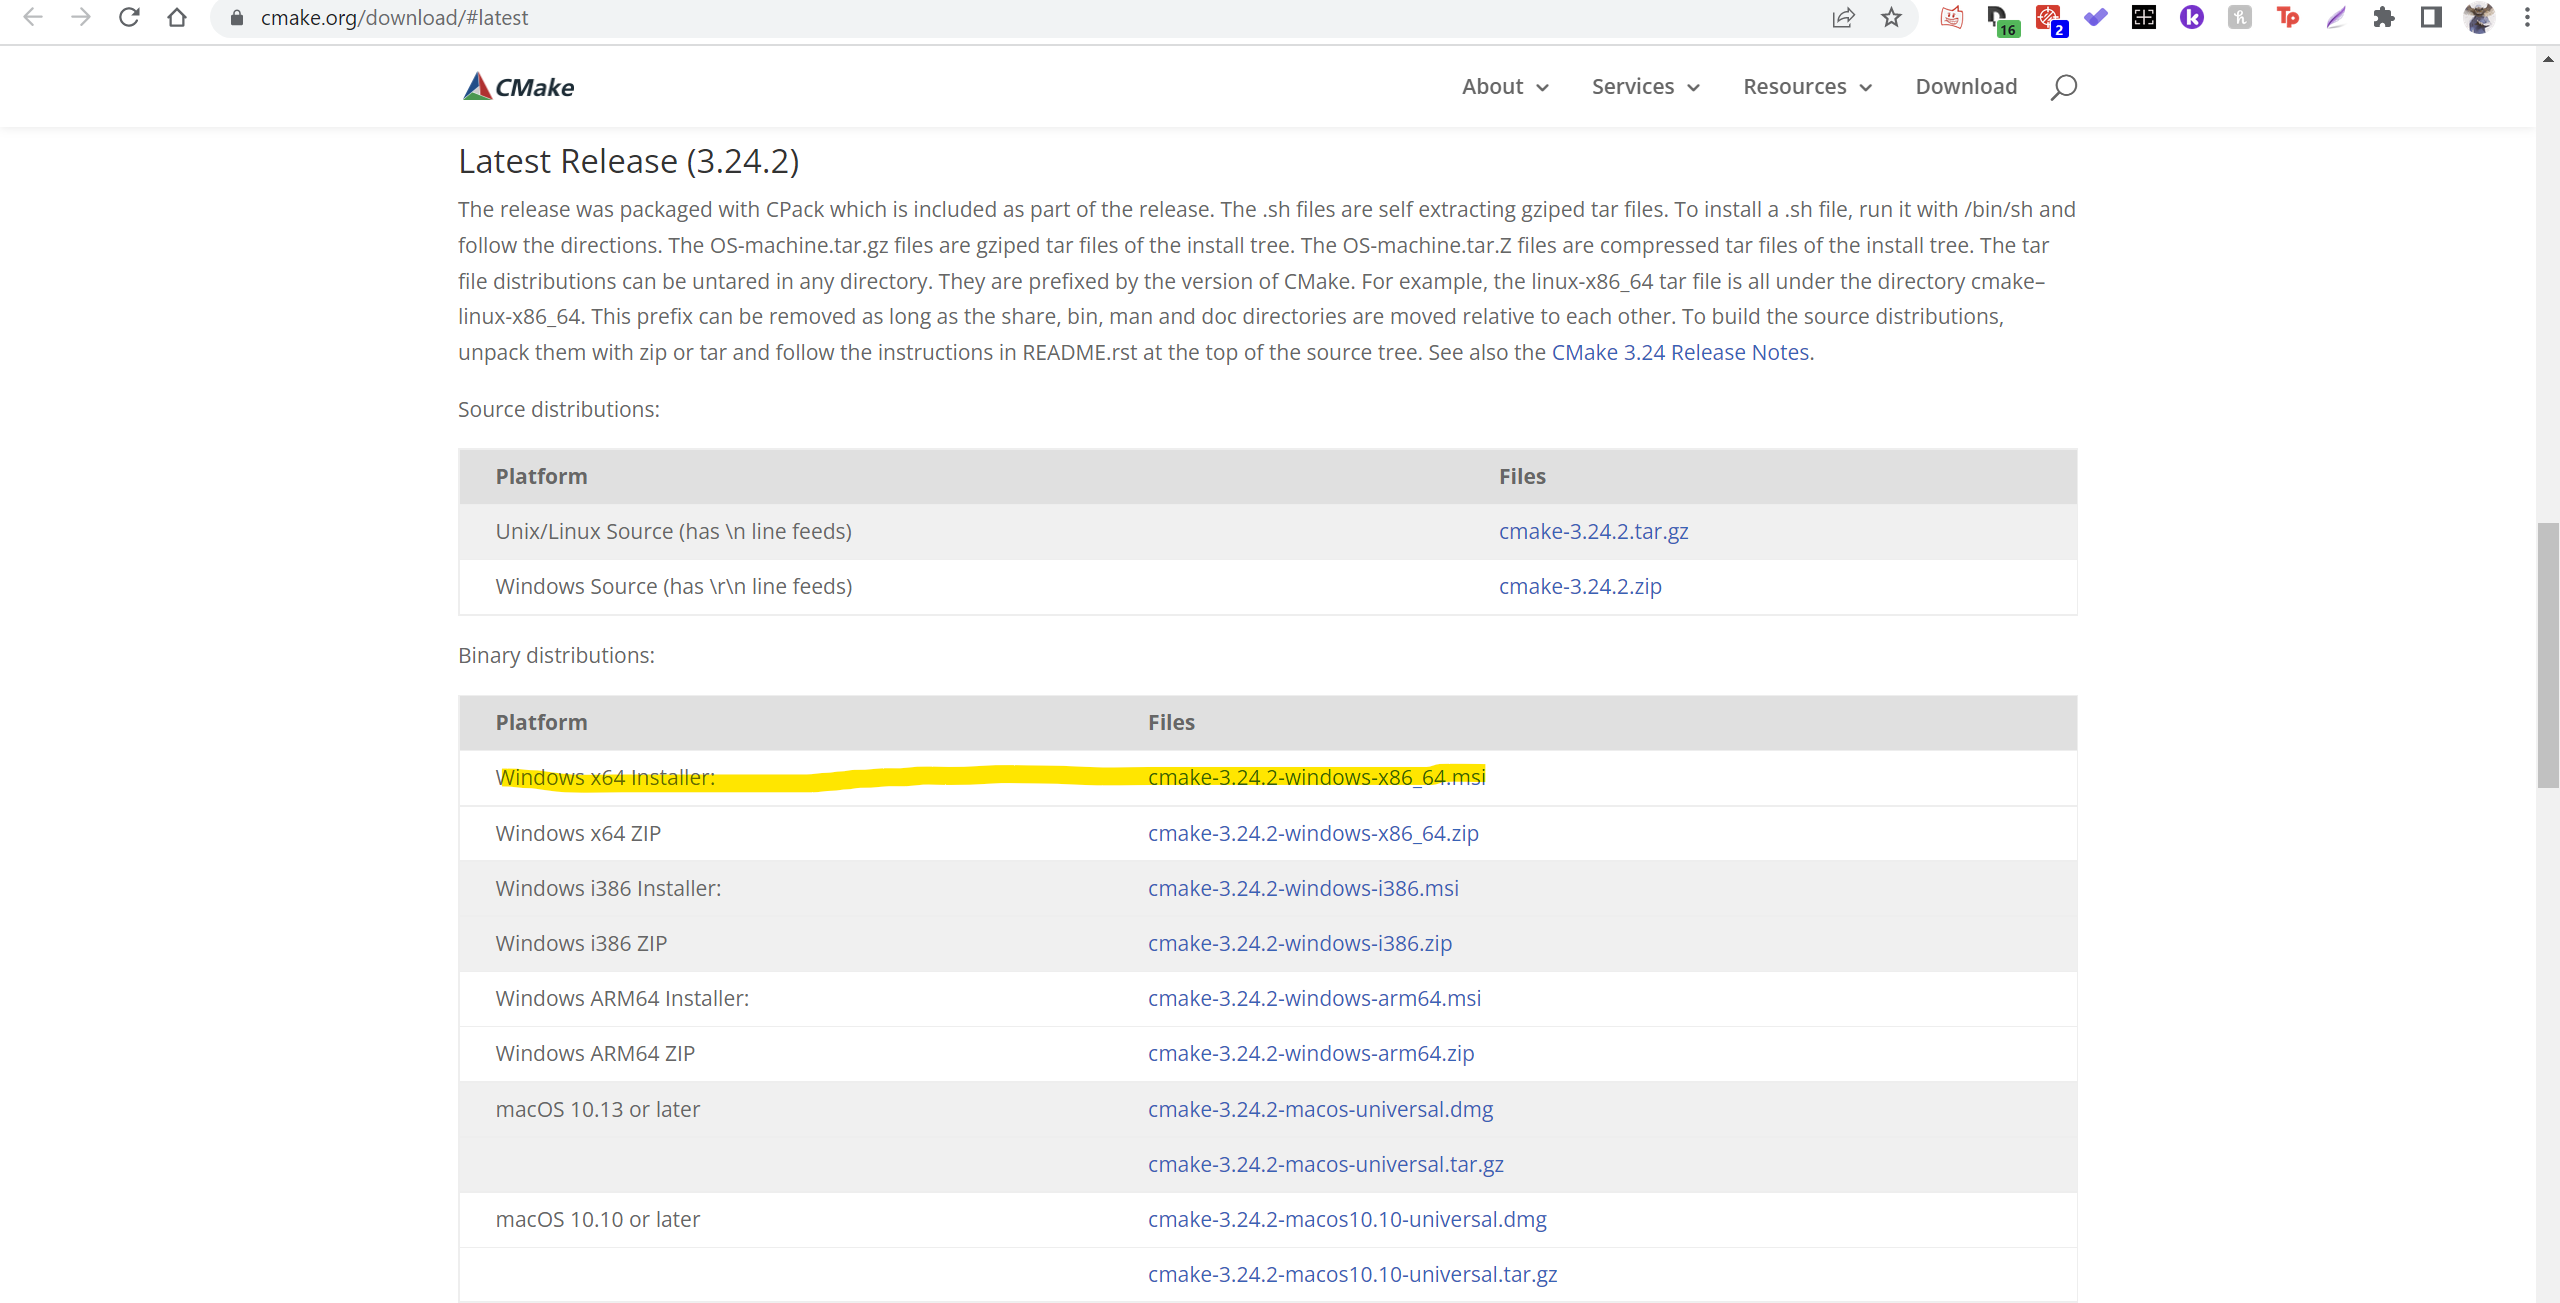 cmake.org/download/#latest
16
2
k
Tp
CMake
About
Services
Resources
Download
Latest Release (3.24.2)
The release was packaged with CPack which is included as part of the release. The .sh files are self extracting gziped tar files. To install a .sh file, run it with /bin/sh and
follow the directions. The OS-machine.tar.gz files are gziped tar files of the install tree. The OS-machine.tar.Z files are compressed tar files of the install tree. The tar
file distributions can be untared in any directory. They are prefixed by the version of CMake. For example, the linux-x86_64 tar file is all under the directory cmake–
linux-x86_64. This prefix can be removed as long as the share, bin, man and doc directories are moved relative to each other. To build the source distributions,
unpack them with zip or tar and follow the instructions in README.rst at the top of the source tree. See also the CMake 3.24 Release Notes.
Source distributions:
Platform Files
Unix/Linux Source (has \n line feeds) cmake-3.24.2.tar.gz
Windows Source (has \r\n line feeds) cmake-3.24.2.zip
Binary distributions:
Platform Files
Windows x64 Installer: cmake-3.24.2-windows-x86_64.msi
Windows x64 ZIP cmake-3.24.2-windows-x86_64.zip
Windows i386 Installer: cmake-3.24.2-windows-i386.msi
Windows i386 ZIP cmake-3.24.2-windows-i386.zip
Windows ARM64 Installer: cmake-3.24.2-windows-arm64.msi
Windows ARM64 ZIP cmake-3.24.2-windows-arm64.zip
macOS 10.13 or later cmake-3.24.2-macos-universal.dmg
cmake-3.24.2-macos-universal.tar.gz
macOS 10.10 or later cmake-3.24.2-macos10.10-universal.dmg
cmake-3.24.2-macos10.10-universal.tar.gz